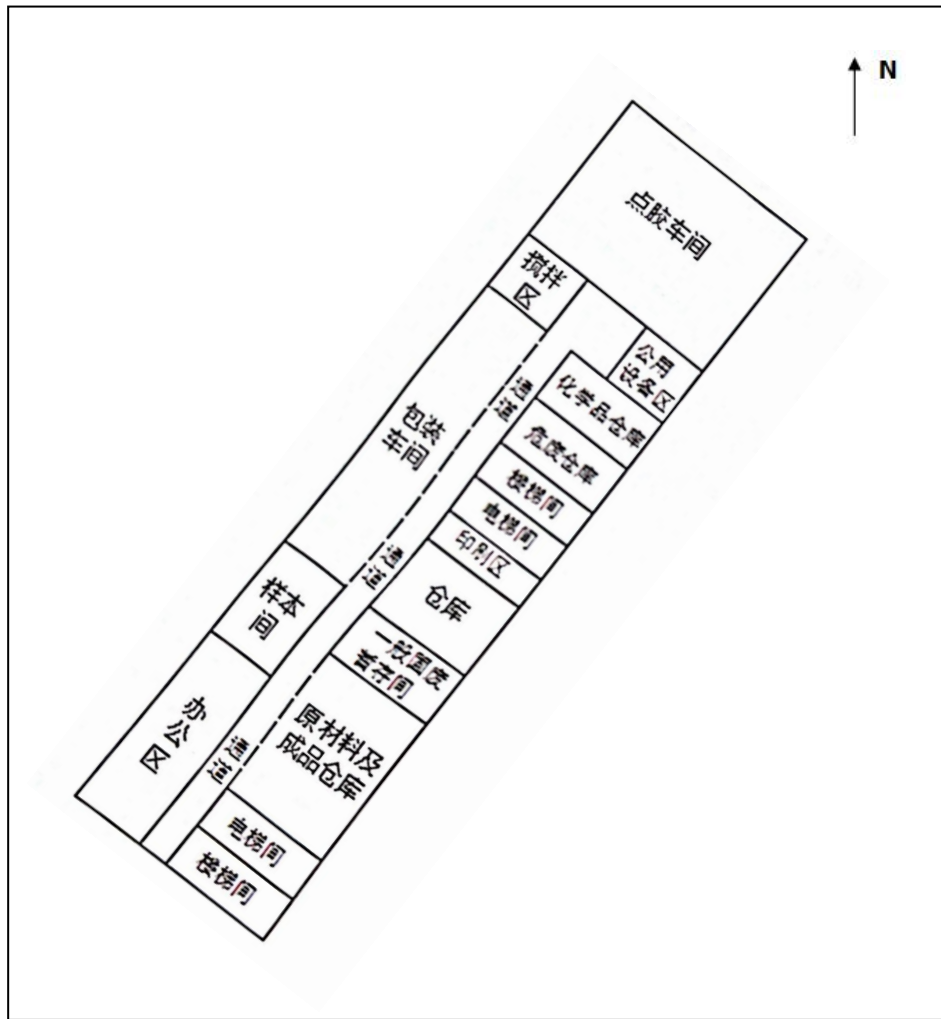 N
点胶车间
搅拌
区
公用
设备区
通
道
化学品仓库
危废仓库
包装
车间
楼梯间
电梯间
印刷区
通
道
仓库
样本
间
一般固废
暂存间
办
公
区
原材料及
成品仓库
通
道
电梯间
楼梯间